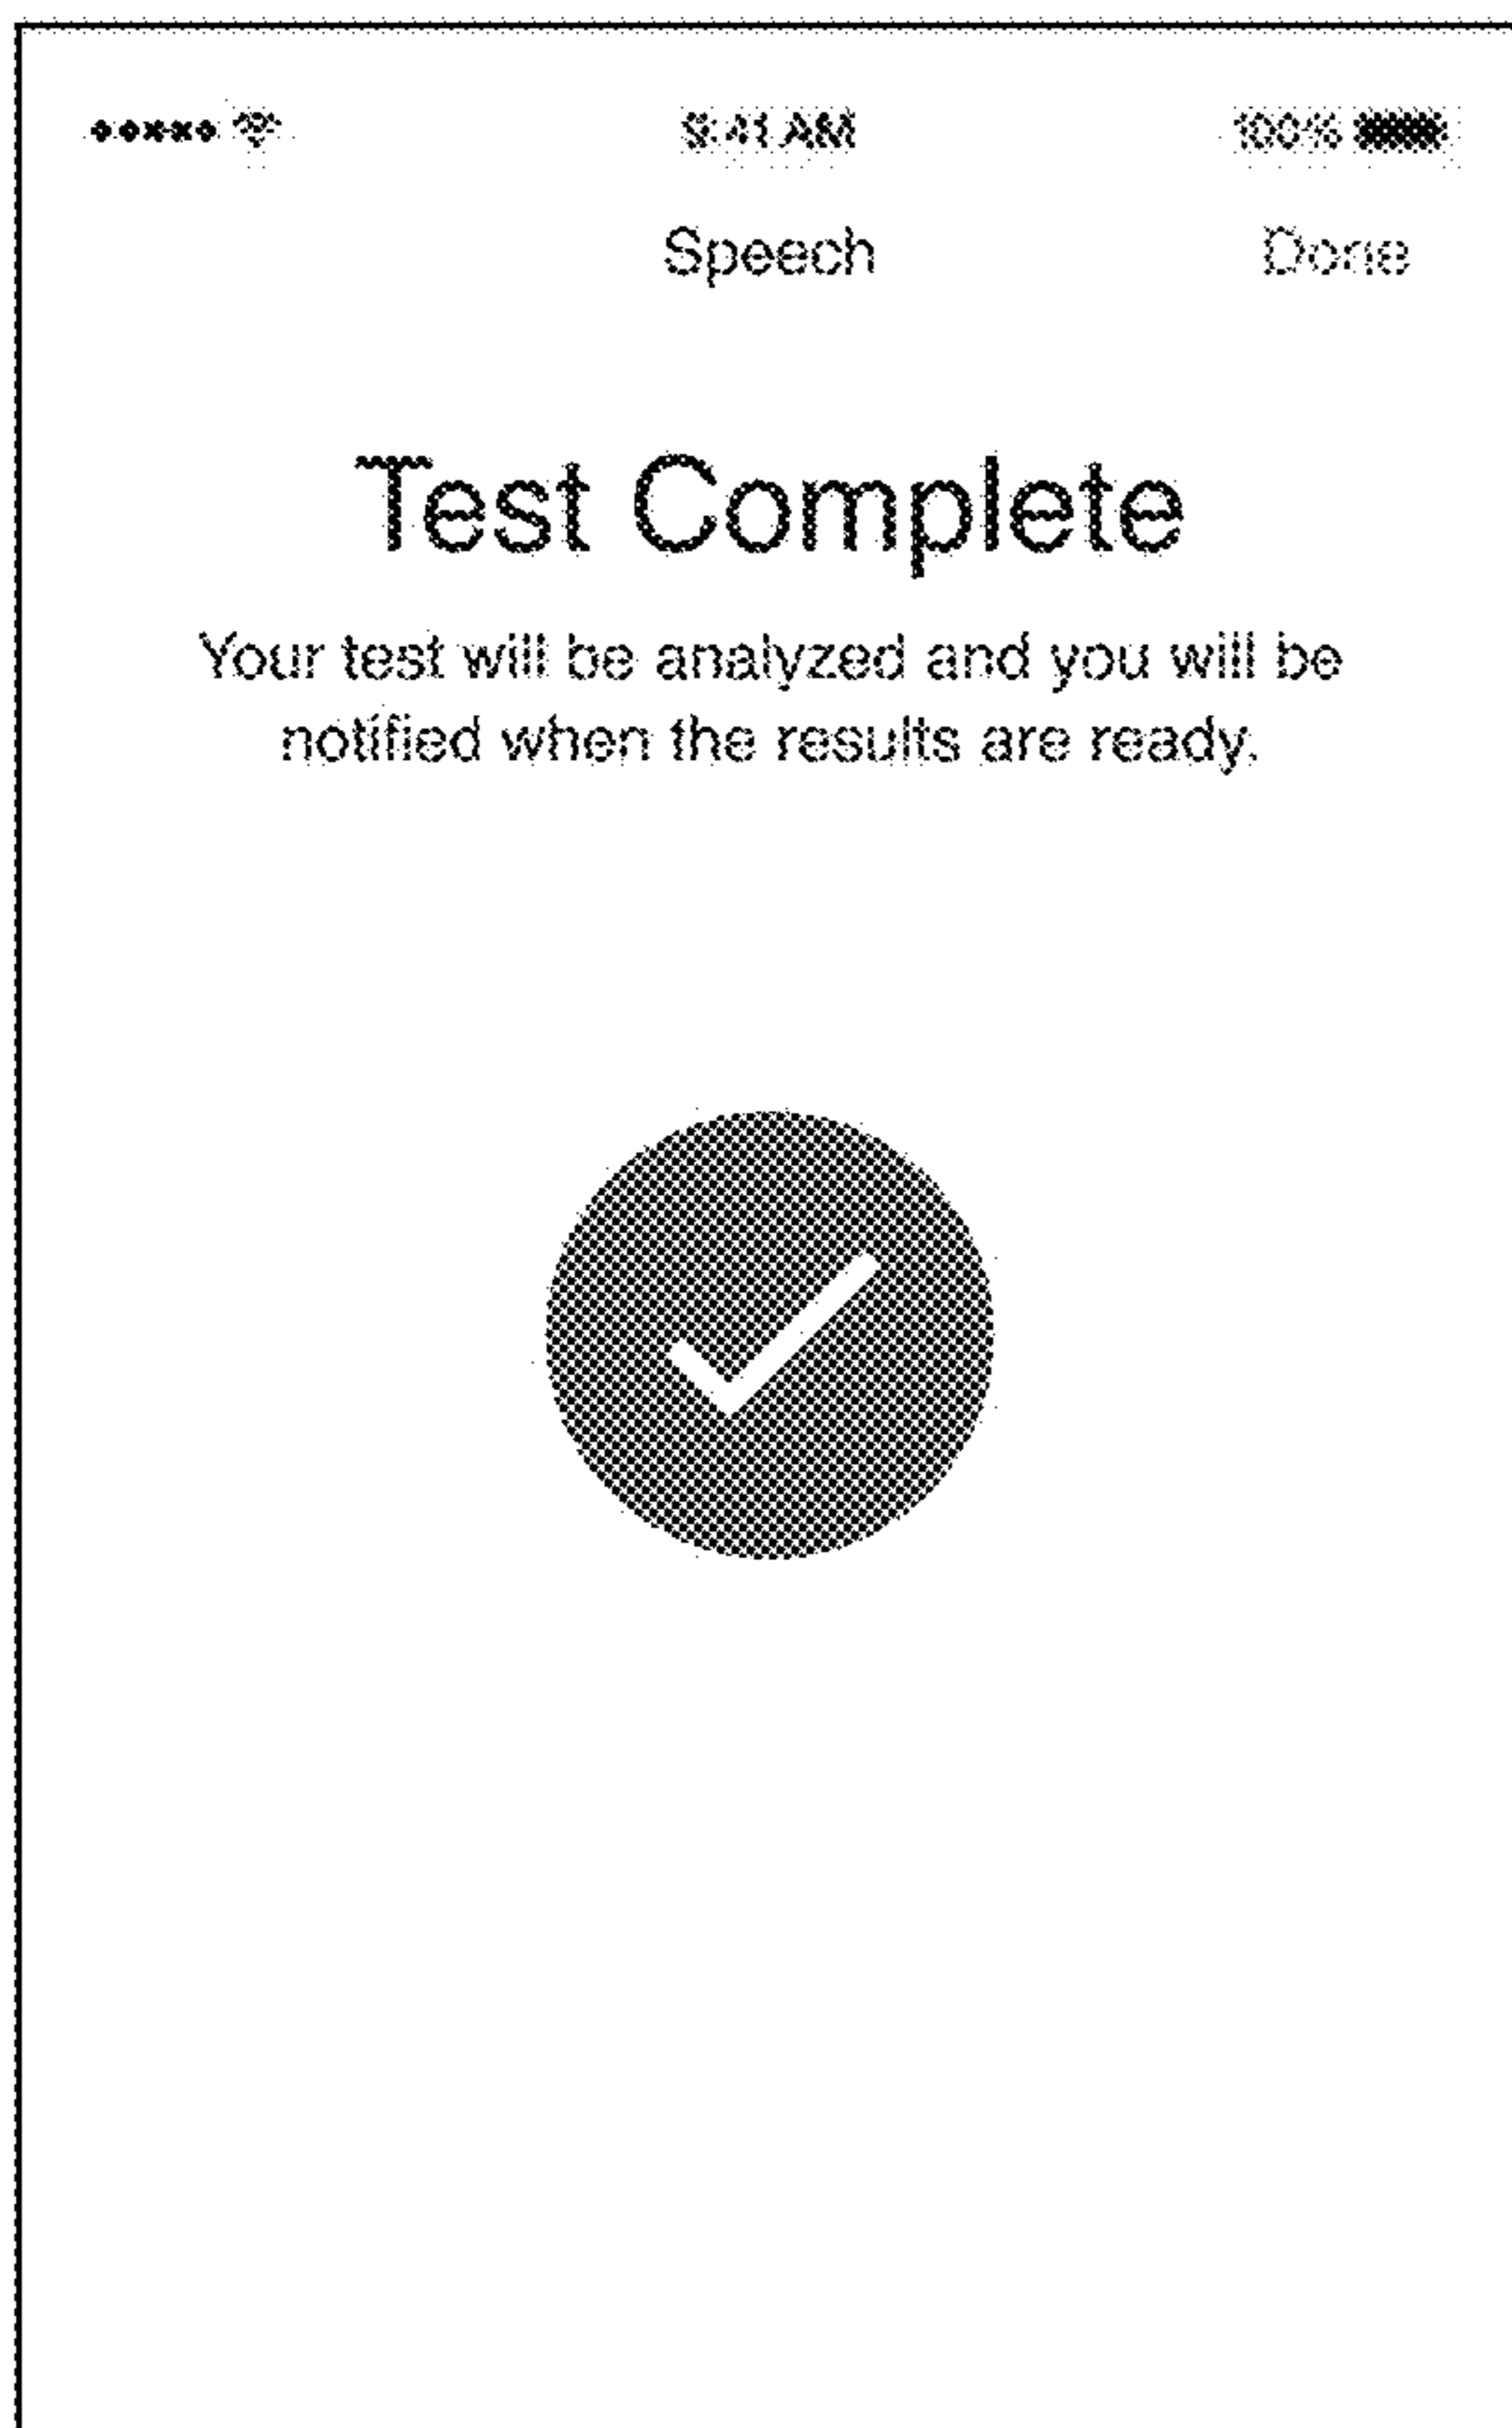 9:41 AM 100%
Speech Done
Test Complete
Your test will be analyzed and you will be
notified when the results are ready.